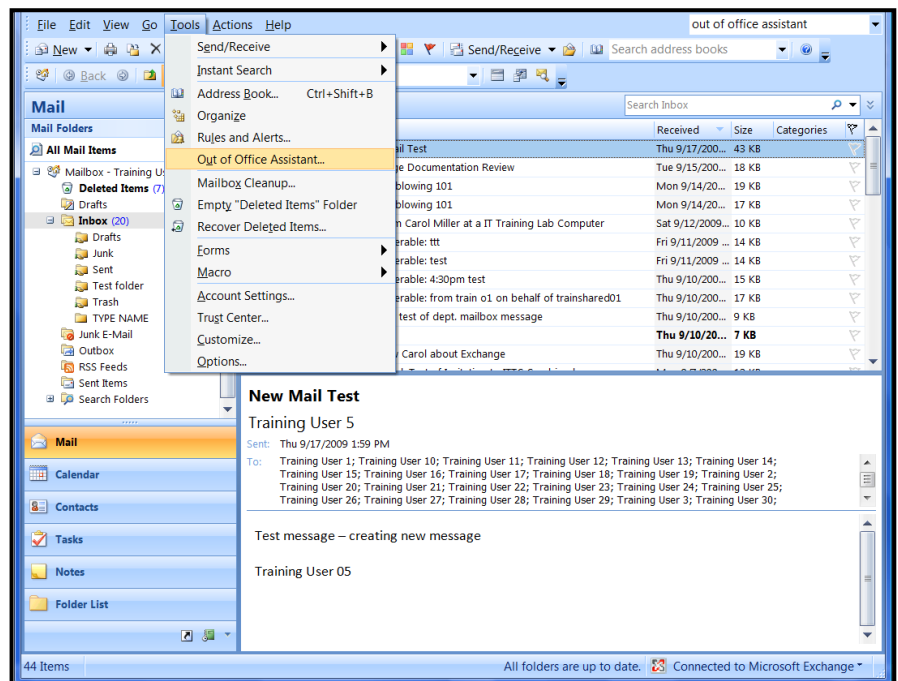 File Edit View Go Tools Actions Help out of office assistant
New Send/Receive Search address books
Back
Send/Receive
Instant Search
Address Book... Ctrl+Shift+B
Organize
Rules and Alerts...
Out of Office Assistant...
Mailbox Cleanup...
Empty "Deleted Items" Folder
Recover Deleted Items...
Forms
Macro
Account Settings...
Trust Center...
Customize...
Options...
Mail
Mail Folders
All Mail Items
Mailbox - Training
Deleted Items (7)
Drafts
Inbox (20)
Drafts
Junk
Sent
Test folder
Trash
TYPE NAME
Junk E-Mail
Outbox
RSS Feeds
Sent Items
Search Folders
Search Inbox
Received Size Categories
Test Thu 9/17/200... 43 KB
Documentation Review Tue 9/15/200... 18 KB
blowing 101 Mon 9/14/20... 19 KB
blowing 101 Mon 9/14/20... 17 KB
Carol Miller at a IT Training Lab Computer Sat 9/12/2009... 10 KB
erable: ttt Fri 9/11/2009 ... 14 KB
erable: test Fri 9/11/2009 ... 14 KB
erable: 4:30pm test Thu 9/10/200... 15 KB
erable: from train o1 on behalf of trainshared01 Thu 9/10/200... 17 KB
test of dept. mailbox message Thu 9/10/200... 9 KB
Thu 9/10/20... 7 KB
Carol about Exchange Thu 9/10/200... 19 KB
New Mail Test
Training User 5
Sent: Thu 9/17/2009 1:59 PM
To: Training User 1; Training User 10; Training User 11; Training User 12; Training User 13; Training User 14;
Training User 15; Training User 16; Training User 17; Training User 18; Training User 19; Training User 2;
Training User 20; Training User 21; Training User 22; Training User 23; Training User 24; Training User 25;
Training User 26; Training User 27; Training User 28; Training User 29; Training User 3; Training User 30;
Test message – creating new message
Training User 05
Mail
Calendar
Contacts
Tasks
Notes
Folder List
44 Items All folders are up to date. Connected to Microsoft Exchange